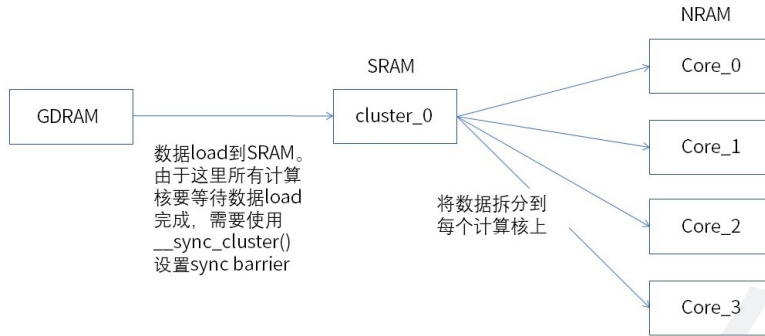 NRAM
SRAM
Core_0
GDRAM
cluster_0
Core_1
数据load到SRAM。
由于这里所有计算
核要等待数据load
完成，需要使用
__sync_cluster()
设置sync barrier
将数据拆分到
每个计算核上
Core_2
Core_3